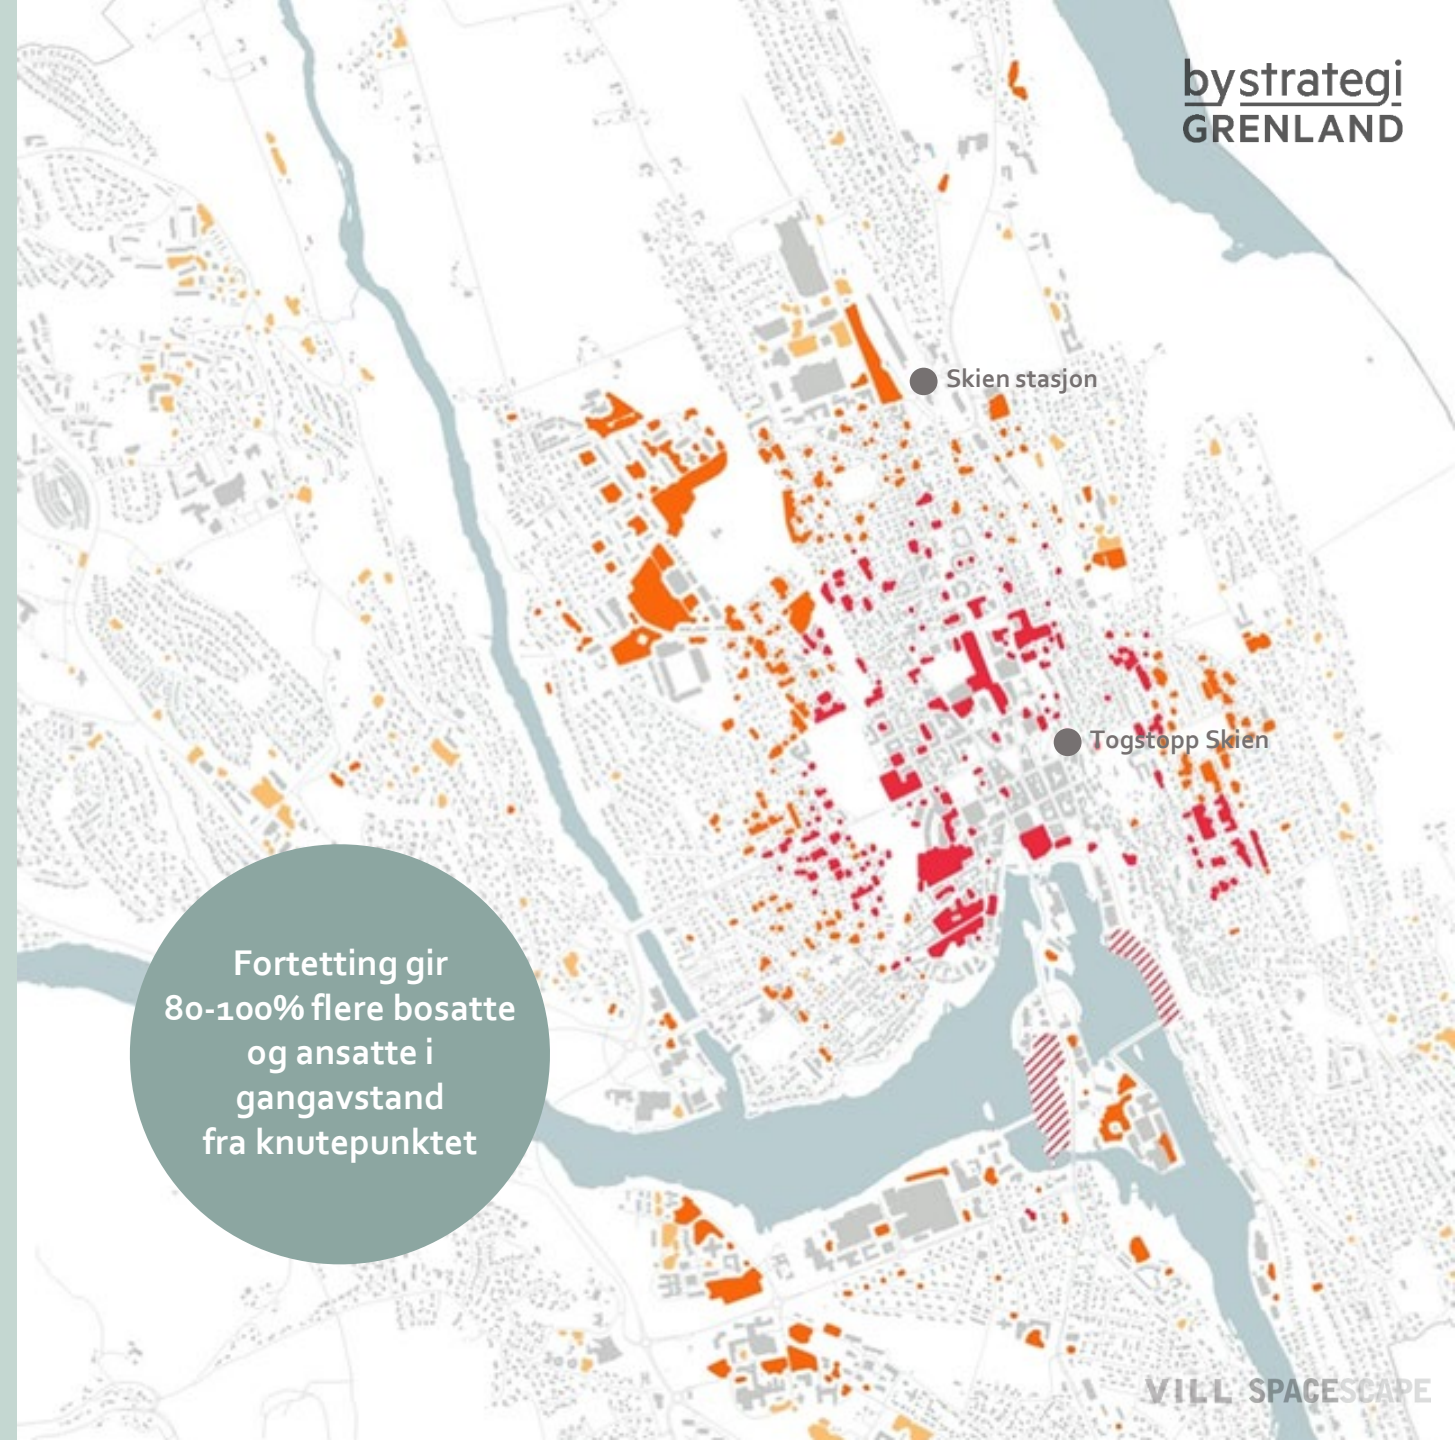 bystrategi
GRENLAND
Skien stasjon
Togstopp Skien
Fortetting gir
80-100% flere bosatte
og ansatte i
gangavstand
fra knutepunktet
VILL SPACESCAPE